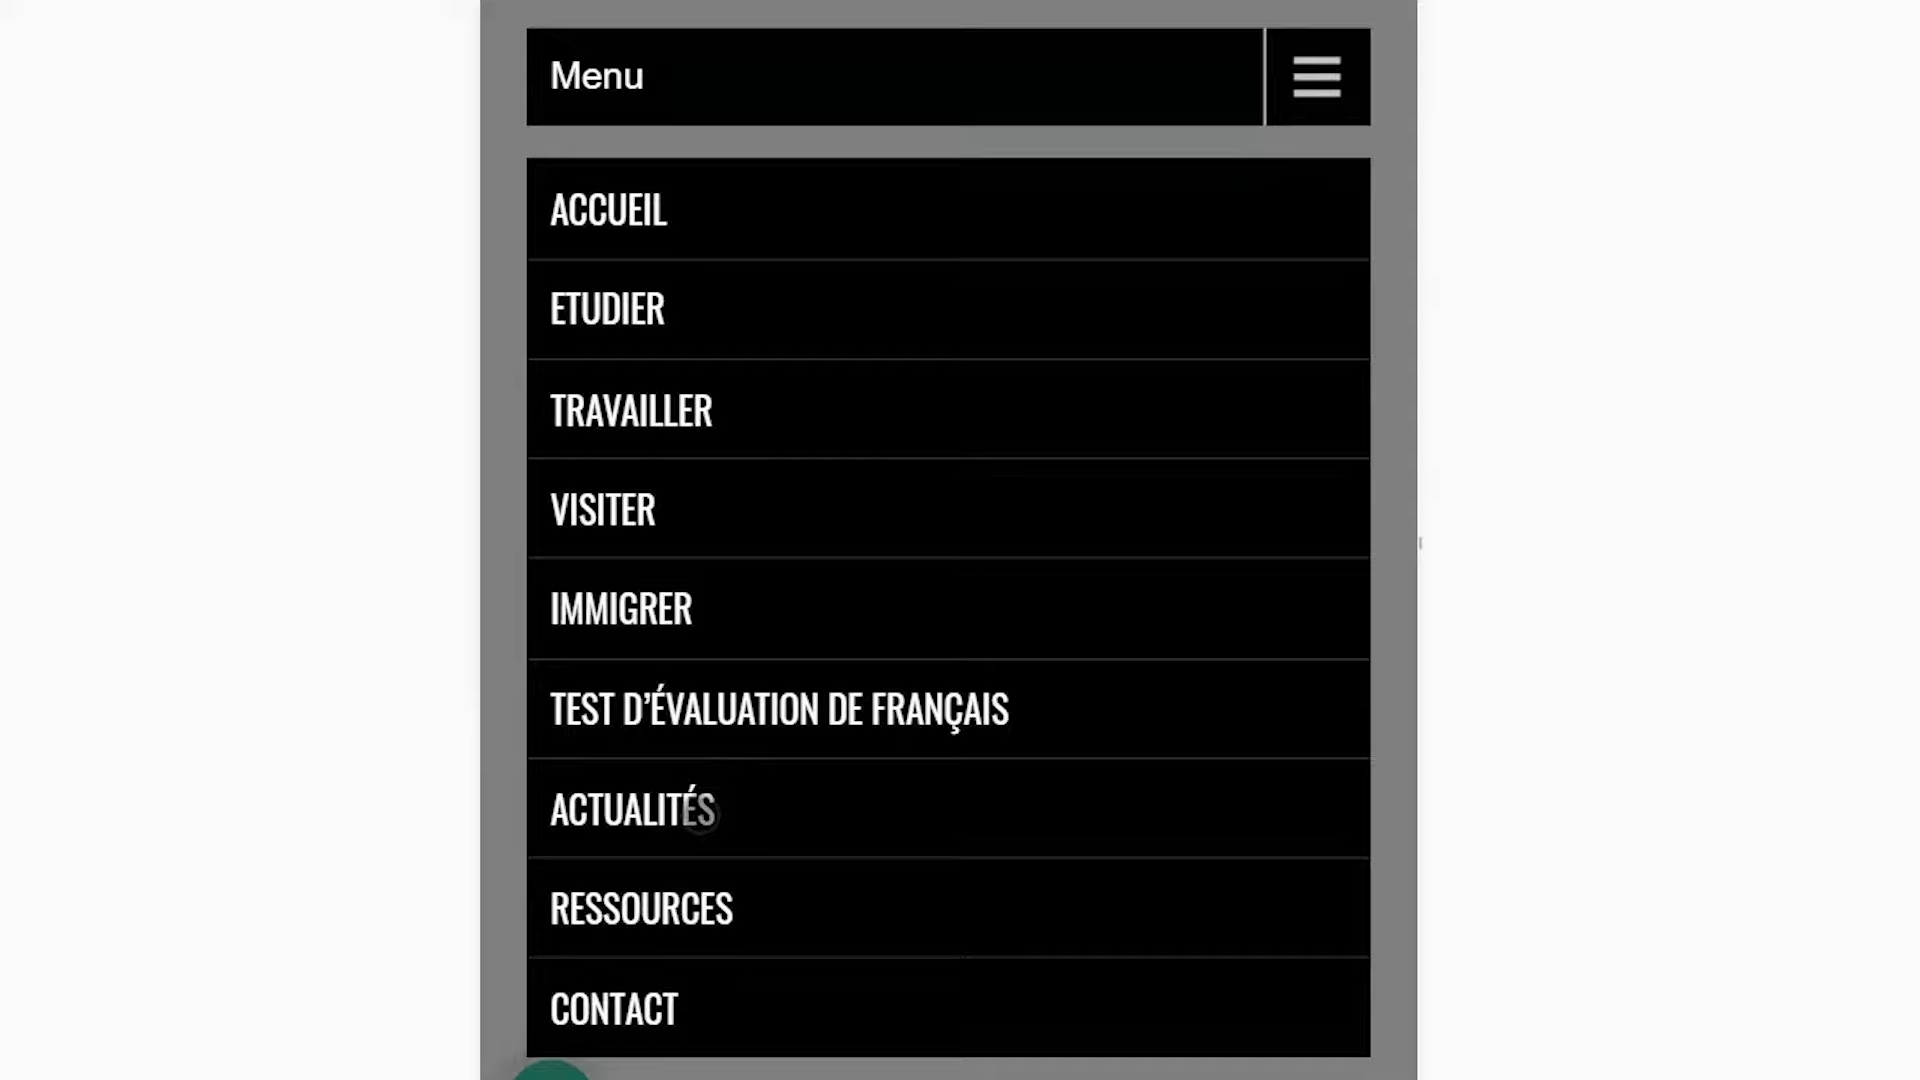 Menu
ACCUEIL
ETUDIER
TRAVAILLER
VISITER
IMMIGRER
TEST D’ÉVALUATION DE FRANÇAIS
ACTUALITÉS
RESSOURCES
CONTACT